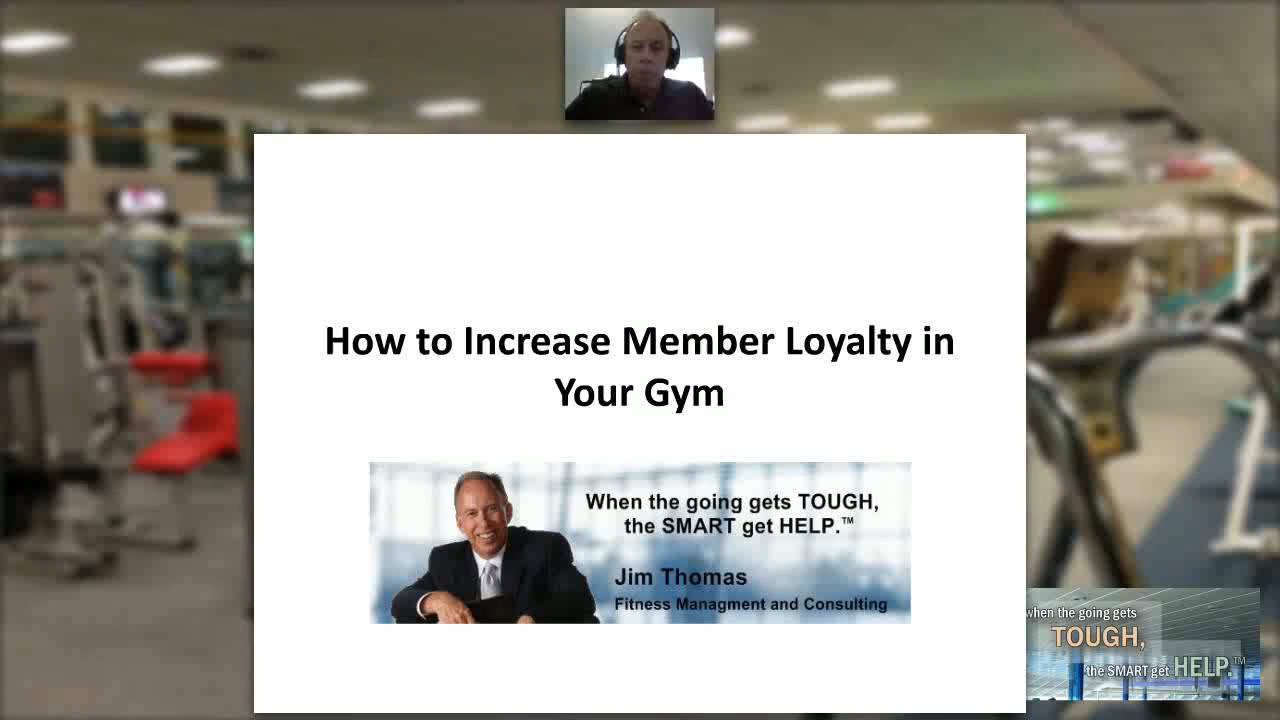 How to Increase Member Loyalty in
Your Gym
When the going gets TOUGH,
the SMART get HELP.™
Jim Thomas
Fitness Managment and Consulting
when the going gets
TOUGH,
the SMART get HELP.™